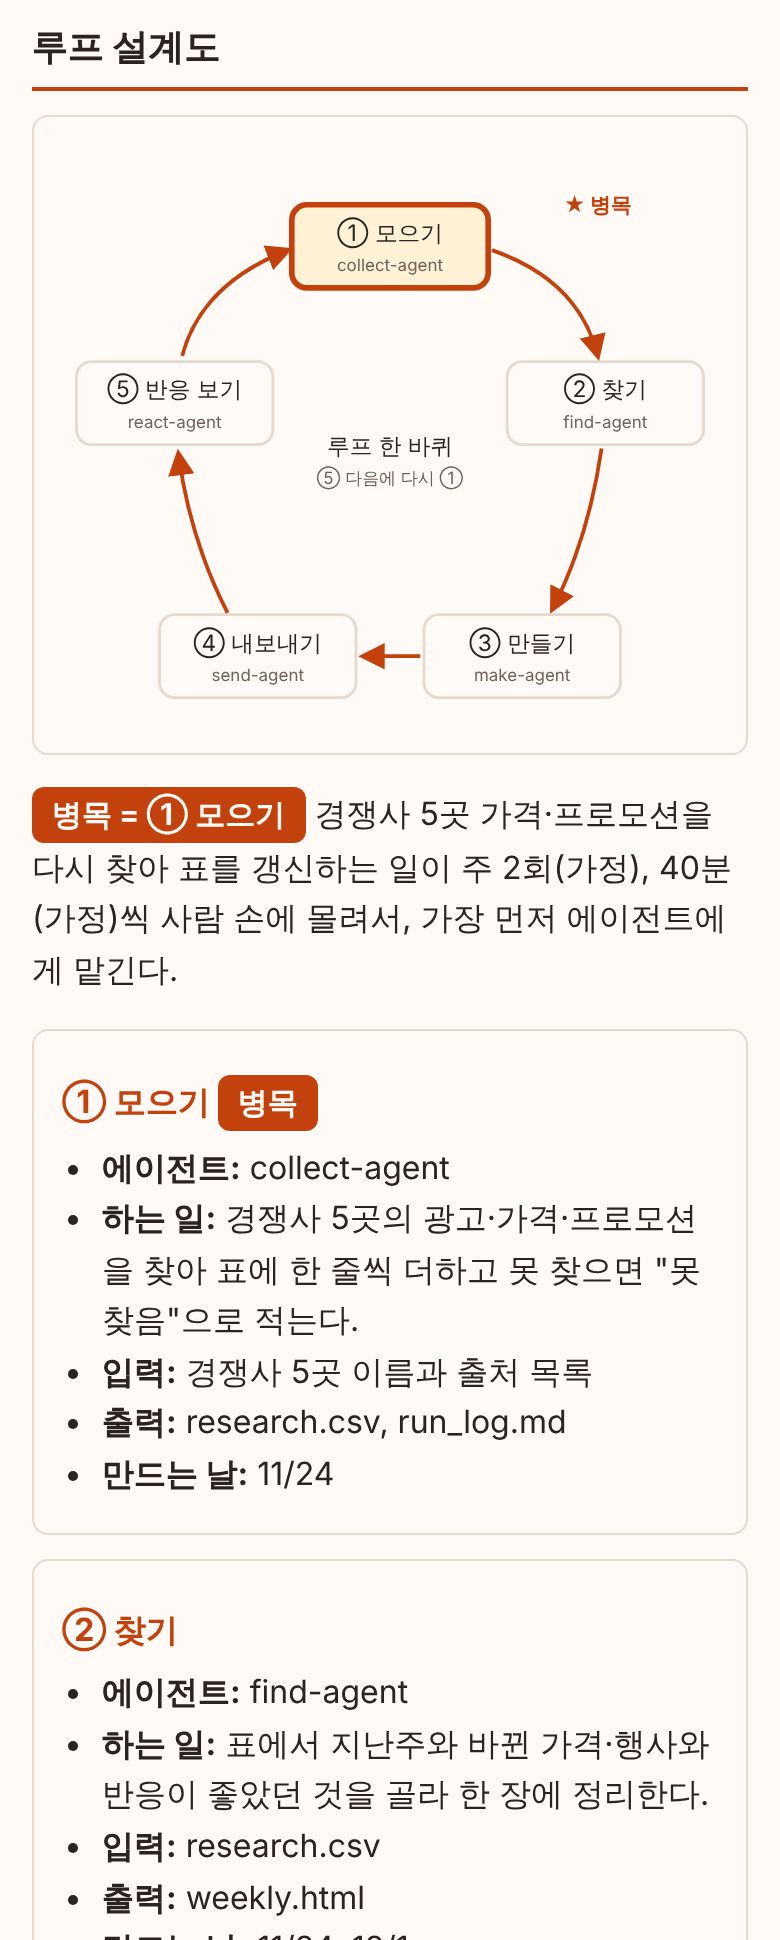 루프 설계도
★ 병목
① 모으기
collect-agent
⑤ 반응 보기
react-agent
② 찾기
find-agent
루프 한 바퀴
⑤ 다음에 다시 ①
④ 내보내기
send-agent
③ 만들기
make-agent
병목 = ① 모으기 경쟁사 5곳 가격·프로모션을
다시 찾아 표를 갱신하는 일이 주 2회(가정), 40분
(가정)씩 사람 손에 몰려서, 가장 먼저 에이전트에
게 맡긴다.
① 모으기 병목
• 에이전트: collect-agent
• 하는 일: 경쟁사 5곳의 광고·가격·프로모션
을 찾아 표에 한 줄씩 더하고 못 찾으면 "못
찾음"으로 적는다.
• 입력: 경쟁사 5곳 이름과 출처 목록
• 출력: research.csv, run_log.md
• 만드는 날: 11/24
② 찾기
• 에이전트: find-agent
• 하는 일: 표에서 지난주와 바뀐 가격·행사와
반응이 좋았던 것을 골라 한 장에 정리한다.
• 입력: research.csv
• 출력: weekly.html